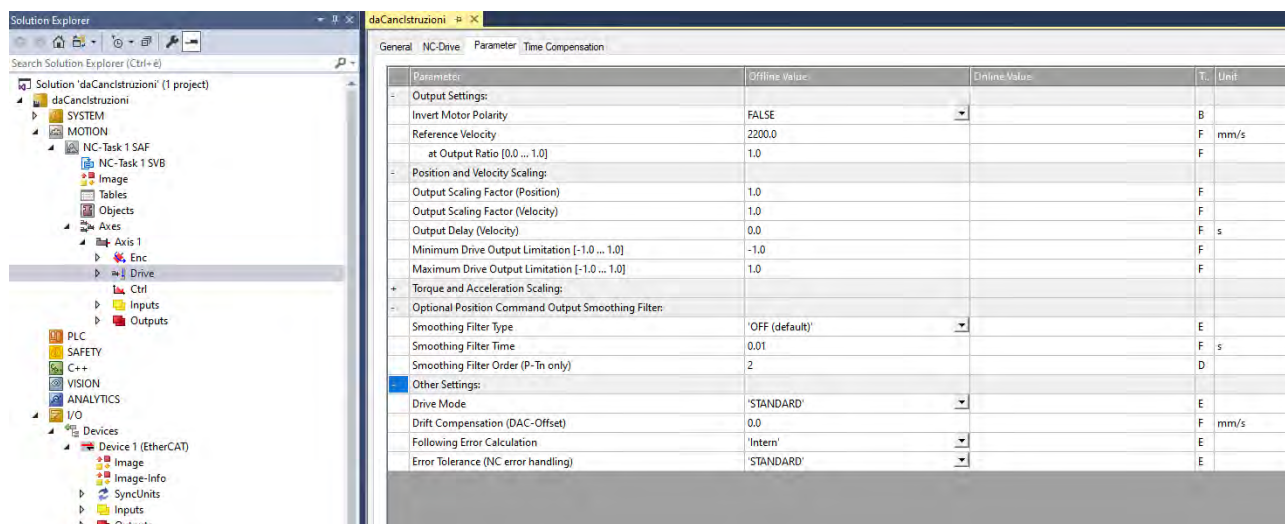 Solution Explorer
Search Solution Explorer (Ctrl+è)
Solution 'daCancIstruzioni' (1 project)
daCancIstruzioni
SYSTEM
MOTION
NC-Task 1 SAF
NC-Task 1 SVB
Image
Tables
Objects
Axes
Axis 1
Enc
Drive
Ctrl
Inputs
Outputs
PLC
SAFETY
C++
VISION
ANALYTICS
I/O
Devices
Device 1 (EtherCAT)
Image
Image-Info
SyncUnits
Inputs
Outputs
daCancIstruzioni
General NC-Drive Parameter Time Compensation
Parameter Offline Value Online Value T.. Unit
- Output Settings:
Invert Motor Polarity FALSE B
Reference Velocity 2200.0 F mm/s
at Output Ratio [0.0 ... 1.0] 1.0 F
- Position and Velocity Scaling:
Output Scaling Factor (Position) 1.0 F
Output Scaling Factor (Velocity) 1.0 F
Output Delay (Velocity) 0.0 F s
Minimum Drive Output Limitation [-1.0 ... 1.0] -1.0 F
Maximum Drive Output Limitation [-1.0 ... 1.0] 1.0 F
+ Torque and Acceleration Scaling:
- Optional Position Command Output Smoothing Filter:
Smoothing Filter Type 'OFF (default)' E
Smoothing Filter Time 0.01 F s
Smoothing Filter Order (P-Tn only) 2 D
- Other Settings:
Drive Mode 'STANDARD' E
Drift Compensation (DAC-Offset) 0.0 F mm/s
Following Error Calculation 'Intern' E
Error Tolerance (NC error handling) 'STANDARD' E